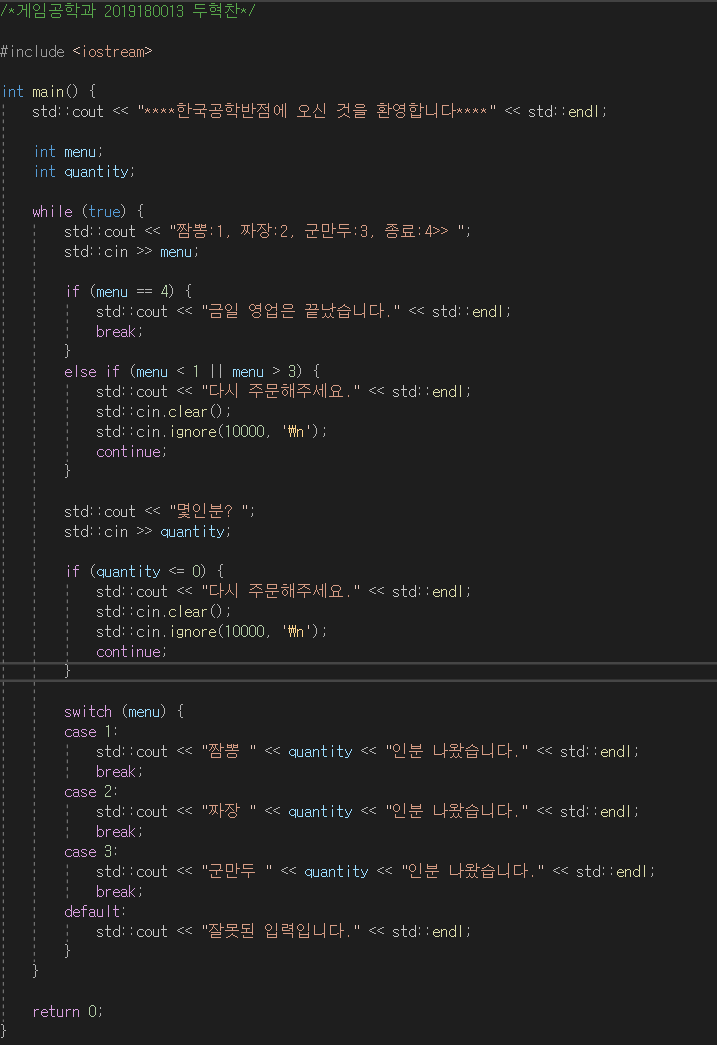 /*게임공학과 2019180013 두혁찬*/
#include <iostream>
int main() {
std::cout << "****한국공학반점에 오신 것을 환영합니다****" << std::endl;
int menu;
int quantity;
while (true) {
std::cout << "짬뽕:1, 짜장:2, 군만두:3, 종료:4>> ";
std::cin >> menu;
if (menu == 4) {
std::cout << "금일 영업은 끝났습니다." << std::endl;
break;
}
else if (menu < 1 || menu > 3) {
std::cout << "다시 주문해주세요." << std::endl;
std::cin.clear();
std::cin.ignore(10000, '₩n');
continue;
}
std::cout << "몇인분? ";
std::cin >> quantity;
if (quantity <= 0) {
std::cout << "다시 주문해주세요." << std::endl;
std::cin.clear();
std::cin.ignore(10000, '₩n');
continue;
}
switch (menu) {
case 1:
std::cout << "짬뽕 " << quantity << "인분 나왔습니다." << std::endl;
break;
case 2:
std::cout << "짜장 " << quantity << "인분 나왔습니다." << std::endl;
break;
case 3:
std::cout << "군만두 " << quantity << "인분 나왔습니다." << std::endl;
break;
default:
std::cout << "잘못된 입력입니다." << std::endl;
}
}
return 0;
}